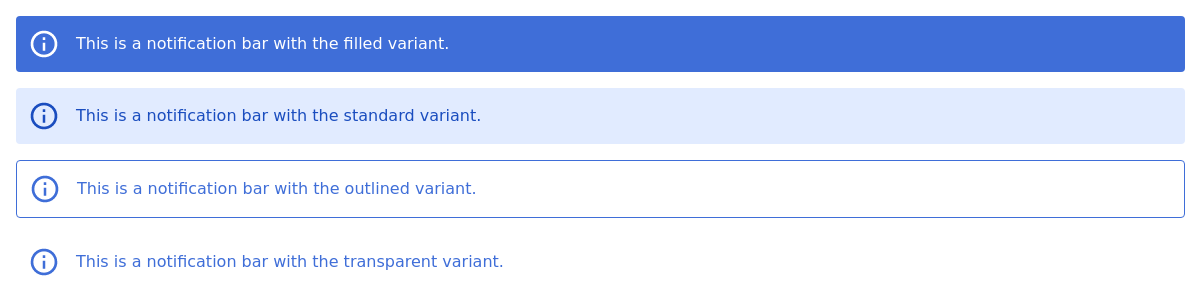 This is a notification bar with the filled variant.
This is a notification bar with the standard variant.
This is a notification bar with the outlined variant.
This is a notification bar with the transparent variant.